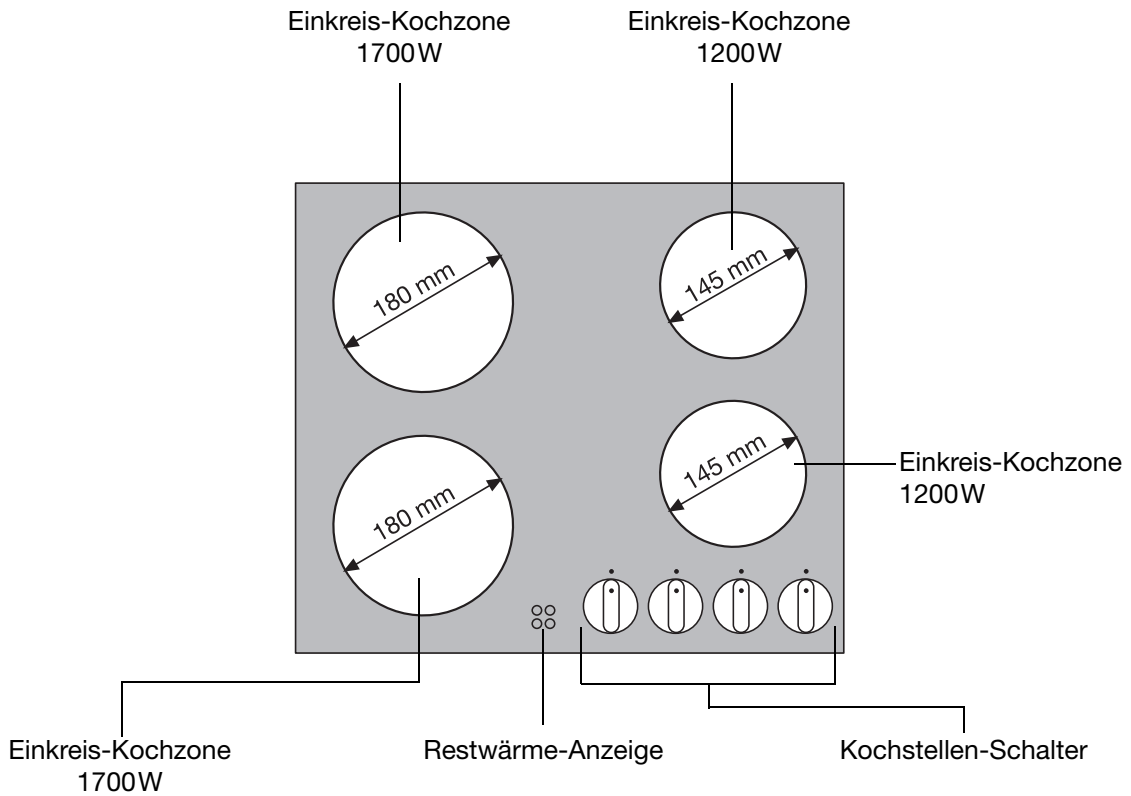 Einkreis-Kochzone
1700W
Einkreis-Kochzone
1200W
180 mm
145 mm
180 mm
145 mm
Einkreis-Kochzone
1200W
Einkreis-Kochzone
1700W
Restwärme-Anzeige
Kochstellen-Schalter